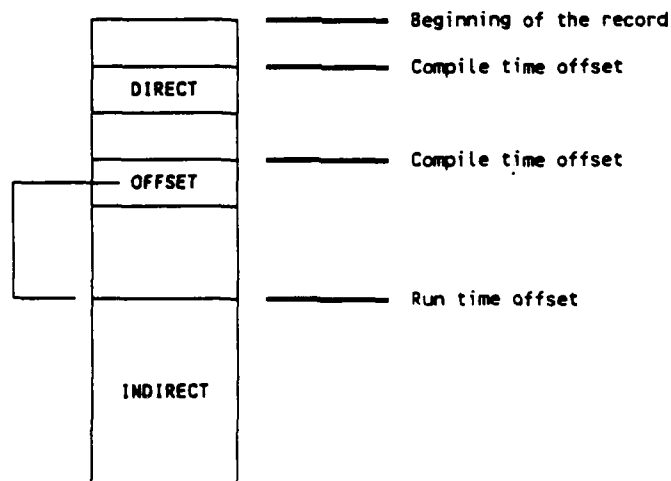 Beginning of the record
Compile time offset
DIRECT
Compile time offset
OFFSET
Run time offset
INDIRECT